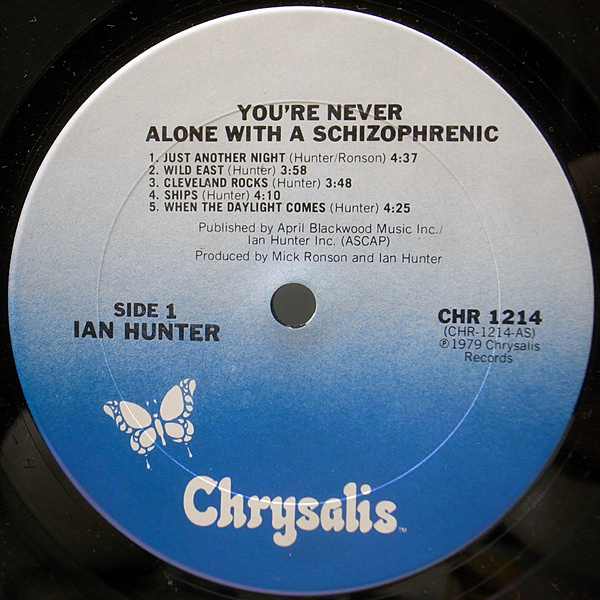 YOU'RE NEVER
ALONE WITH A SCHIZOPHRENIC
1. JUST ANOTHER NIGHT (Hunter/Ronson) 4:37
2. WILD EAST (Hunter) 3:58
3. CLEVELAND ROCKS (Hunter) 3:48
4. SHIPS (Hunter) 4:10
5. WHEN THE DAYLIGHT COMES (Hunter) 4:25
Published by April Blackwood Music Inc./
Ian Hunter Inc. (ASCAP)
Produced by Mick Ronson and Ian Hunter
SIDE 1
IAN HUNTER
CHR 1214
(CHR-1214-AS)
℗1979 Chrysalis
Records
Chrysalis™